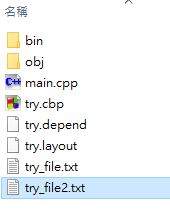 名稱
bin
obj
main.cpp
try.cbp
try.depend
try.layout
try_file.txt
try_file2.txt